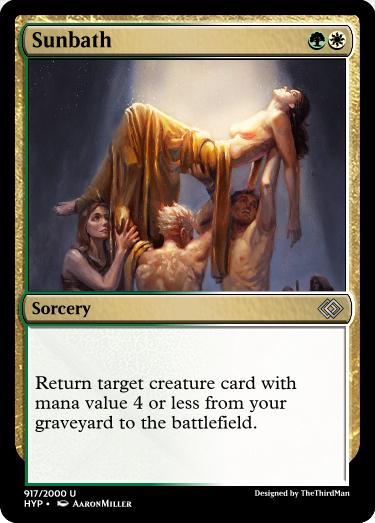 Sunbath
Sorcery
Return target creature card with
mana value 4 or less from your
graveyard to the battlefield.
917/2000 U
Designed by TheThirdMan
HYP • AaronMiller